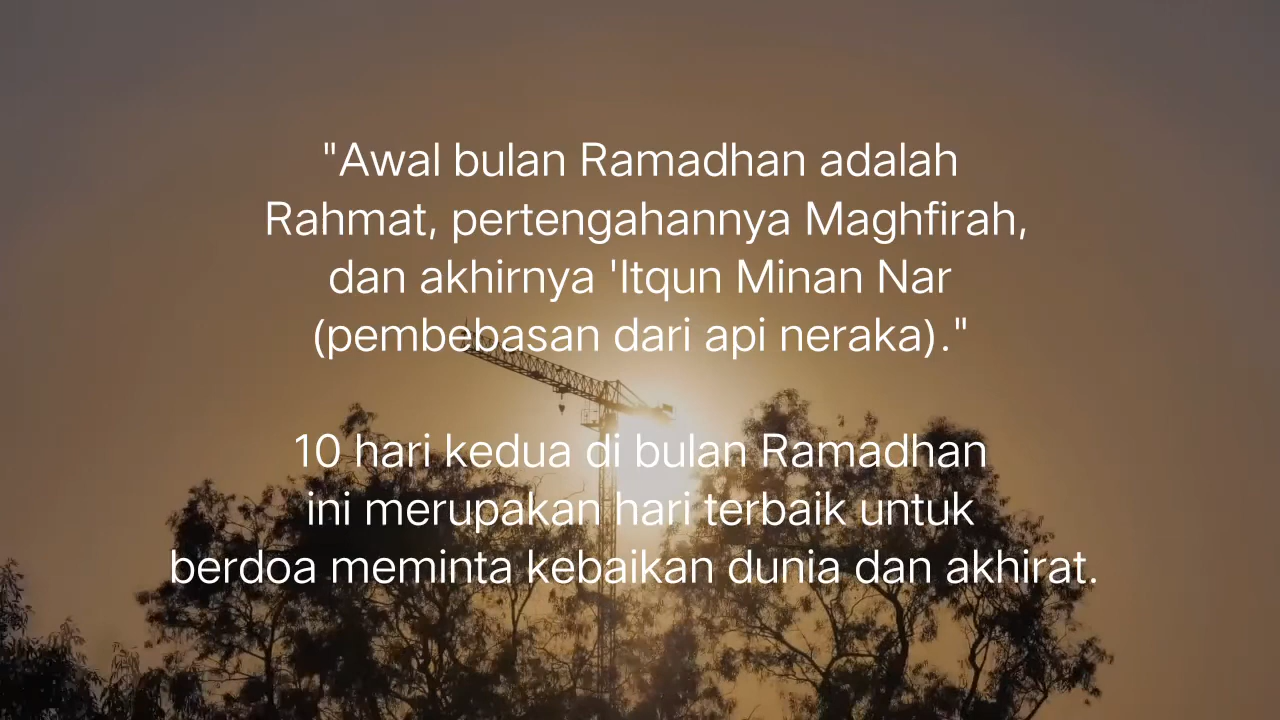 "Awal bulan Ramadhan adalah
Rahmat, pertengahannya Maghfirah,
dan akhirnya 'Itqun Minan Nar
(pembebasan dari api neraka)."
10 hari kedua di bulan Ramadhan
ini merupakan hari terbaik untuk
berdoa meminta kebaikan dunia dan akhirat.